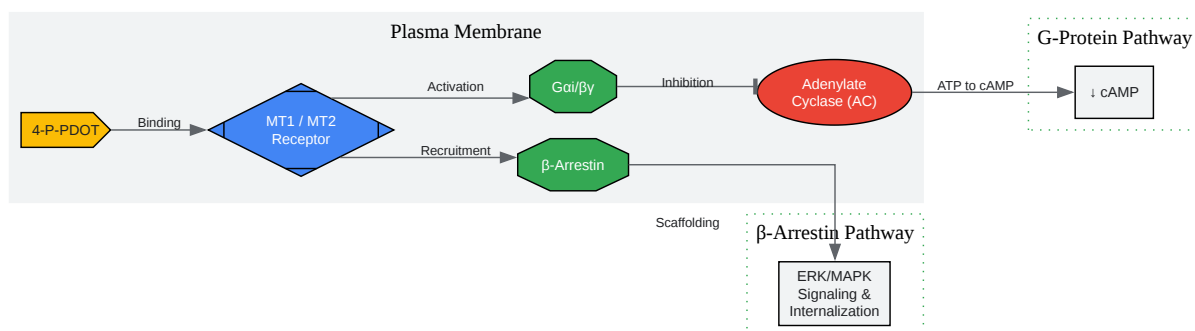 Plasma Membrane
G-Protein Pathway
4-P-PDOT
Binding
MT1 / MT2
Receptor
Activation
Gαi/βγ
Inhibition
Adenylate
Cyclase (AC)
ATP to cAMP
↓ cAMP
Recruitment
β-Arrestin
Scaffolding
β-Arrestin Pathway
ERK/MAPK
Signaling &
Internalization